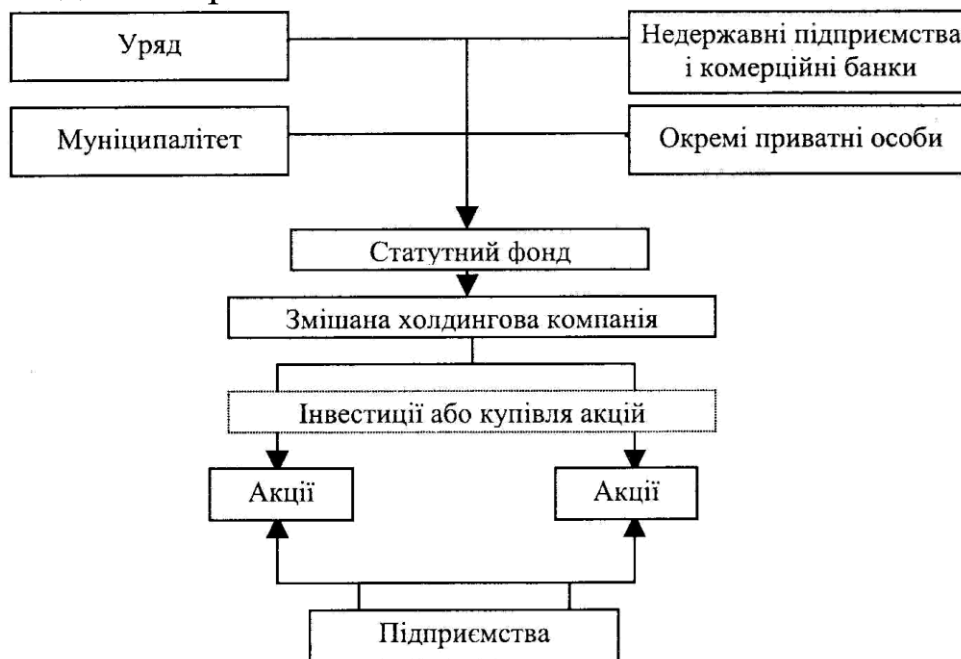 Уряд
Недержавні підприємства
і комерційні банки
Муніципалітет
Окремі приватні особи
Статутний фонд
Змішана холдингова компанія
Інвестиції або купівля акцій
Акції
Акції
Підприємства